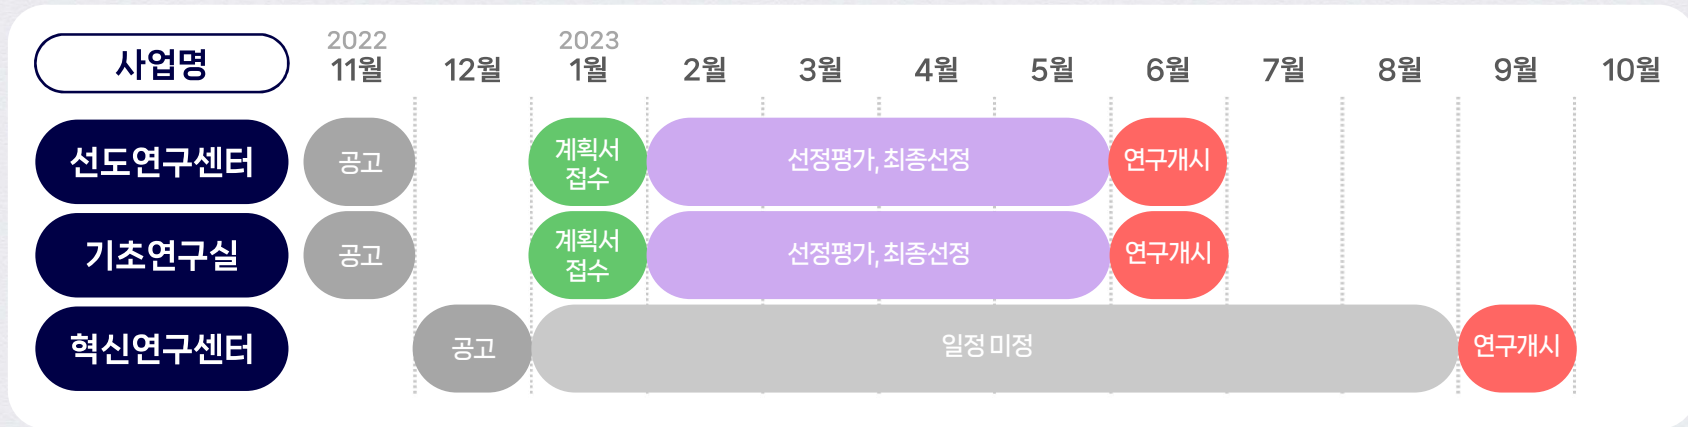 사업명
2022
11월
12월
2023
1월
2월
3월
4월
5월
6월
7월
8월
9월
10월
선도연구센터
공고
계획서
접수
선정평가, 최종선정
연구개시
기초연구실
공고
계획서
접수
선정평가, 최종선정
연구개시
혁신연구센터
공고
일정 미정
연구개시